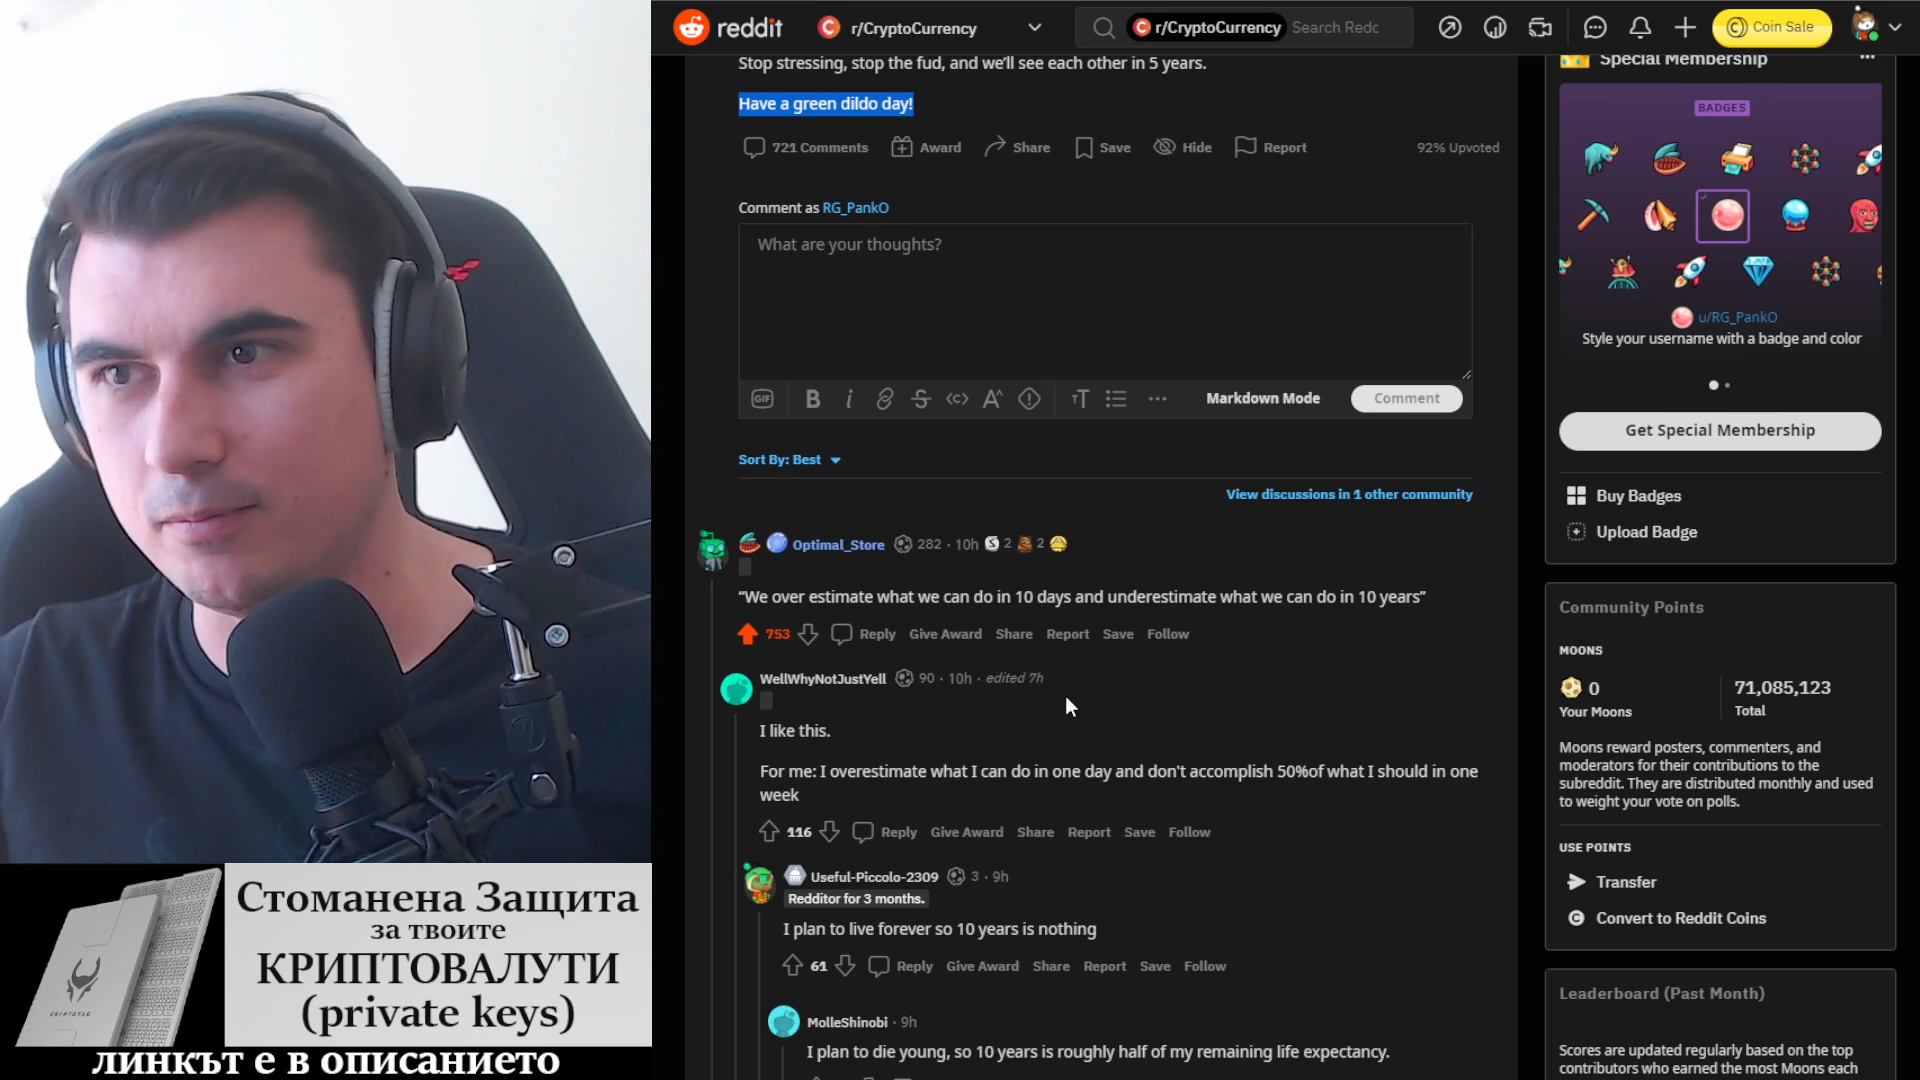 reddit
r/CryptoCurrency
r/CryptoCurrency
Search Redc
Coin Sale
Stop stressing, stop the fud, and we'll see each other in 5 years.
Have a green dildo day!
721 Comments
Award
Share
Save
Hide
Report
92% Upvoted
Comment as RG_PankO
What are your thoughts?
GIF
Markdown Mode
Comment
Sort By: Best
View discussions in 1 other community
Optimal_Store 282 · 10h 2 2
“We over estimate what we can do in 10 days and underestimate what we can do in 10 years”
753 Reply Give Award Share Report Save Follow
WellWhyNotJustYell 90 · 10h · edited 7h
I like this.
For me: I overestimate what I can do in one day and don't accomplish 50%of what I should in one
week
116 Reply Give Award Share Report Save Follow
Useful-Piccolo-2309 3 · 9h
Redditor for 3 months.
I plan to live forever so 10 years is nothing
61 Reply Give Award Share Report Save Follow
MolleShinobi · 9h
I plan to die young, so 10 years is roughly half of my remaining life expectancy.
Special Membership
BADGES
u/RG_PankO
Style your username with a badge and color
Get Special Membership
Buy Badges
Upload Badge
Community Points
MOONS
0
Your Moons
71,085,123
Total
Moons reward posters, commenters, and
moderators for their contributions to the
subreddit. They are distributed monthly and used
to weight your vote on polls.
USE POINTS
Transfer
Convert to Reddit Coins
Leaderboard (Past Month)
Scores are updated regularly based on the top
contributors who earned the most Moons each
CRYPTOTAG
Стоманена Защита
за твоите
КРИПТОВАЛУТИ
(private keys)
линкът е в описанието